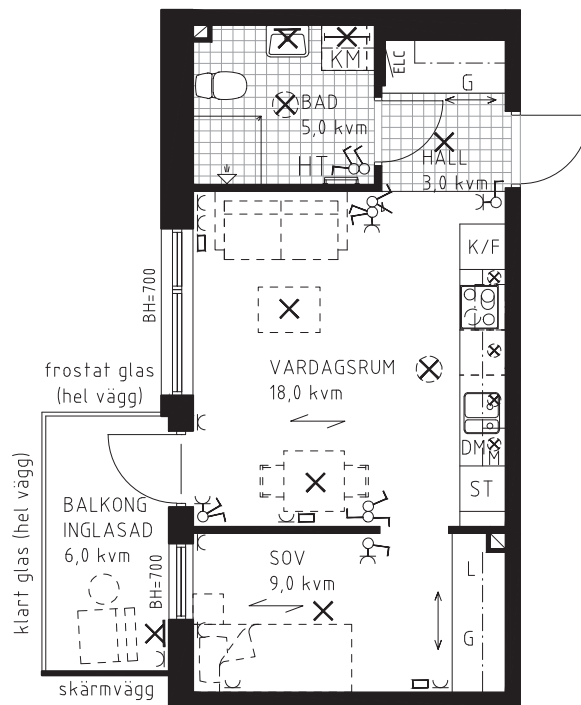 KM
ELC
G
BAD
5,0 kvm
HALL
3,0 kvm
HT
K/F
BH=700
frostat glas
(hel vägg)
VARDAGSRUM
18,0 kvm
DM
M
ST
klart glas (hel vägg)
BALKONG
INGLASAD
6,0 kvm
BH=700
SOV
9,0 kvm
L
G
skärmvägg